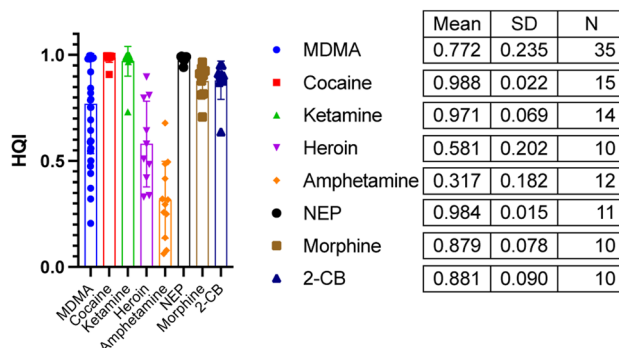 Mean SD N
MDMA 0.772 0.235 35
Cocaine 0.988 0.022 15
Ketamine 0.971 0.069 14
Heroin 0.581 0.202 10
Amphetamine 0.317 0.182 12
NEP 0.984 0.015 11
Morphine 0.879 0.078 10
2-CB 0.881 0.090 10
HQI
1.0
0.5
0.0
MDMA
Cocaine
Ketamine
Heroin
Amphetamine
NEP
Morphine
2-CB